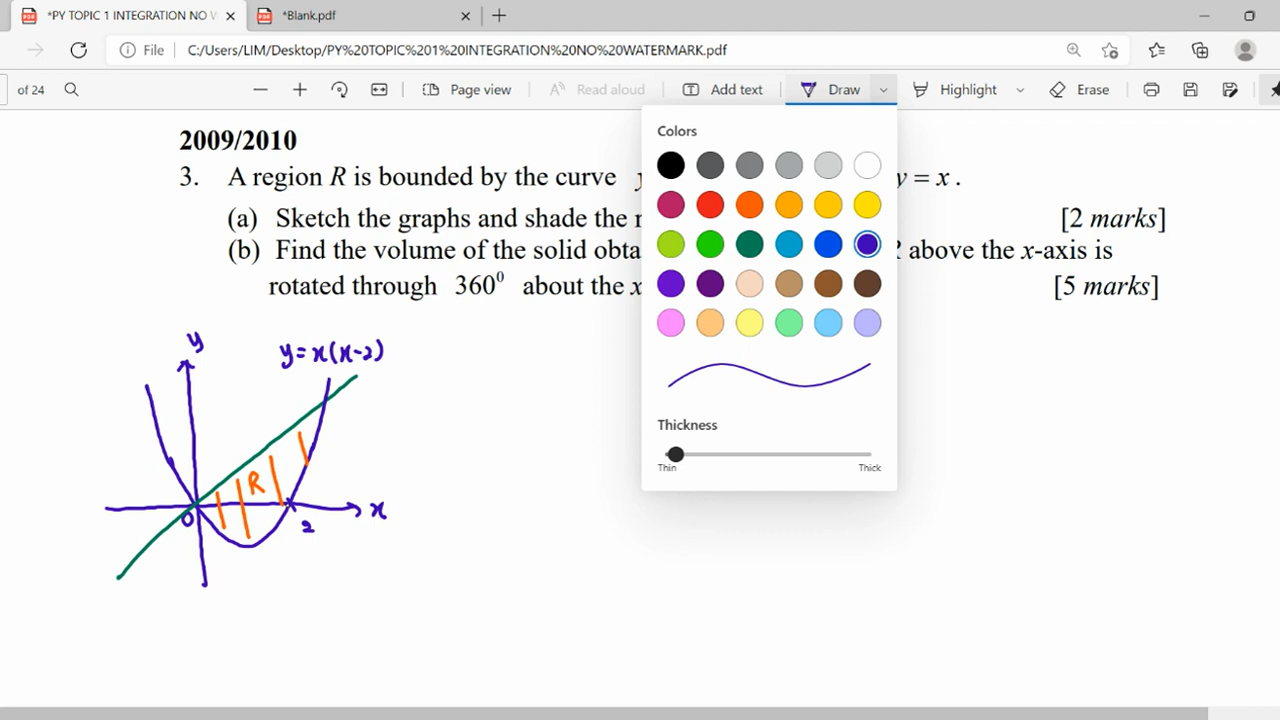 *PY TOPIC 1 INTEGRATION NO W
*Blank.pdf
File
C:/Users/LIM/Desktop/PY%20TOPIC%201%20INTEGRATION%20NO%20WATERMARK.pdf
of 24
Page view
Read aloud
Add text
Draw
Highlight
Erase
2009/2010
3. A region R is bounded by the curve y = x.
(a) Sketch the graphs and shade the [2 marks]
(b) Find the volume of the solid obta R above the x-axis is
rotated through 360⁰ about the x [5 marks]
Colors
Thickness
Thin
Thick
y
y=x(x-2)
R
0
2
x